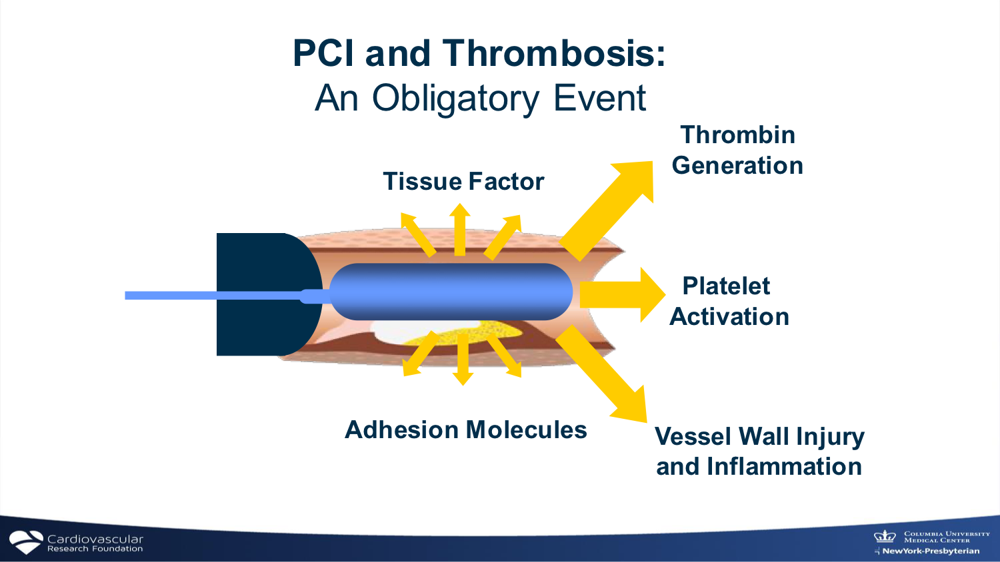 PCI and Thrombosis:
An Obligatory Event
Thrombin
Generation
Tissue Factor
Platelet
Activation
Adhesion Molecules
Vessel Wall Injury
and Inflammation
Cardiovascular
Research Foundation
COLUMBIA UNIVERSITY
MEDICAL CENTER
NewYork-Presbyterian